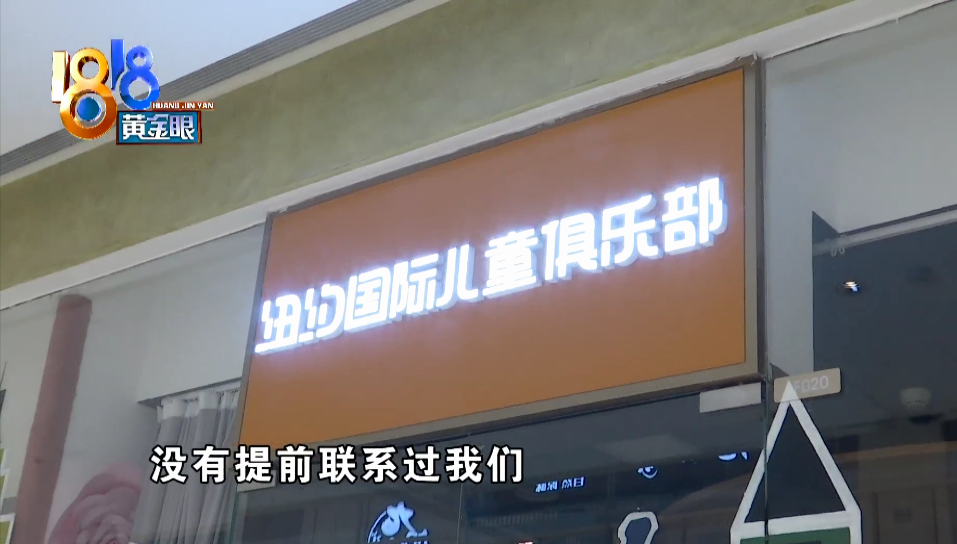 1818
HUANG JIN YAN
黄金眼
纽约国际儿童俱乐部
020
没有提前联系过我们